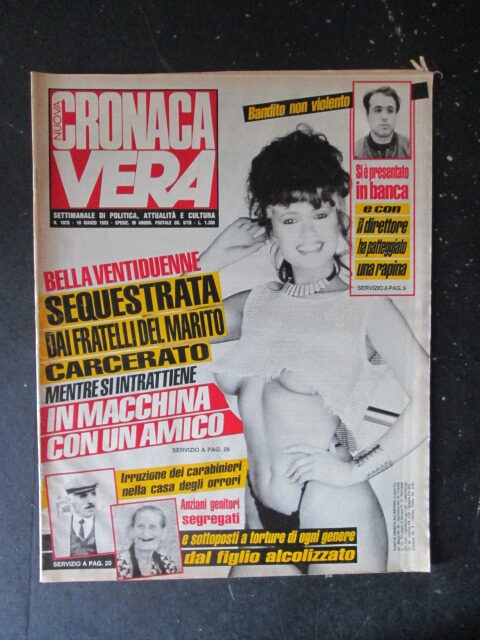 NUOVA
CRONACA
VERA
SETTIMANALE DI POLITICA, ATTUALITÀ E CULTURA
Bandito non violento
Si è presentato
in banca
e con
il direttore
ha patteggiato
una rapina
SERVIZIO A PAG. 9
BELLA VENTIDUENNE
SEQUESTRATA
DAI FRATELLI DEL MARITO
CARCERATO
MENTRE SI INTRATTIENE
IN MACCHINA
CON UN AMICO
SERVIZIO A PAG. 28
Irruzione dei carabinieri
nella casa degli orrori
Anziani genitori
segregati
e sottoposti a torture di ogni genere
dal figlio alcolizzato
SERVIZIO A PAG. 20